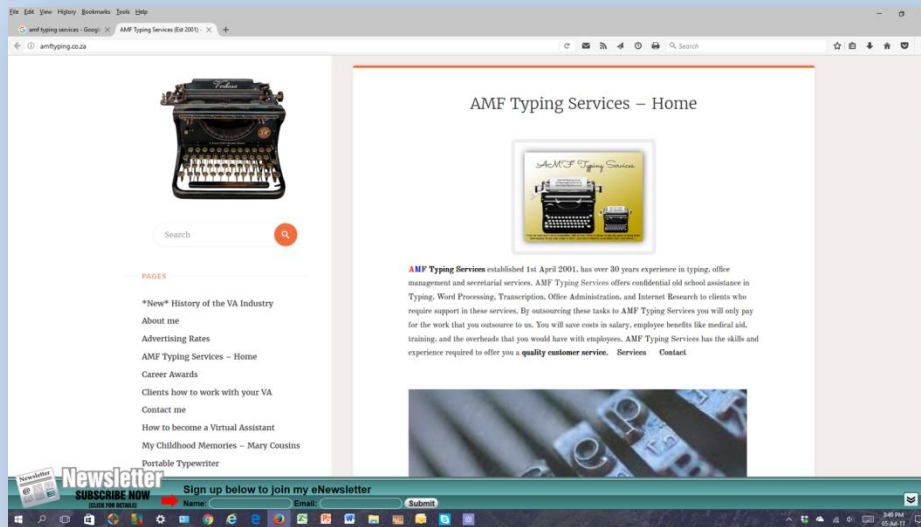 File Edit View History Bookmarks Tools Help
amf typing services - Googl
AMF Typing Services (Est 2001) -
amftyping.co.za
Search
AMF Typing Services – Home
AMF Typing Services
Search
PAGES
*New* History of the VA Industry
About me
Advertising Rates
AMF Typing Services – Home
Career Awards
Clients how to work with your VA
Contact me
How to become a Virtual Assistant
My Childhood Memories – Mary Cousins
Portable Typewriter
AMF Typing Services established 1st April 2001, has over 30 years experience in typing, office
management and secretarial services. AMF Typing Services offers confidential old school assistance in
Typing, Word Processing, Transcription, Office Administration, and Internet Research to clients who
require support in these services. By outsourcing these tasks to AMF Typing Services you will only pay
for the work that you outsource to us. You will save costs in salary, employee benefits like medical aid,
training, and the overheads that you would have with employees. AMF Typing Services has the skills and
experience required to offer you a quality customer service. Services Contact
Newsletter
Newsletter
SUBSCRIBE NOW
[CLICK FOR DETAILS]
Sign up below to join my eNewsletter
Name: Email: Submit
3:49 PM